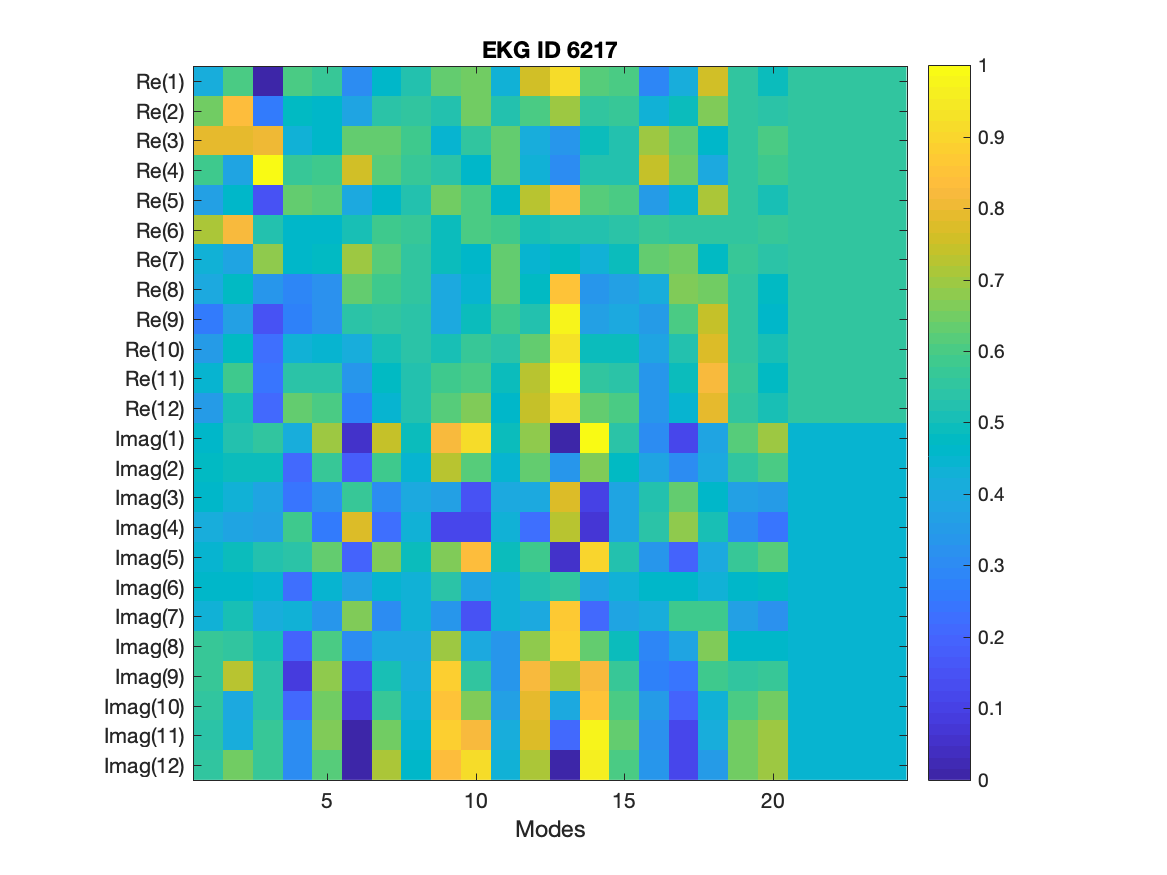 EKG ID 6217
Re(1)
Re(2)
Re(3)
Re(4)
Re(5)
Re(6)
Re(7)
Re(8)
Re(9)
Re(10)
Re(11)
Re(12)
Imag(1)
Imag(2)
Imag(3)
Imag(4)
Imag(5)
Imag(6)
Imag(7)
Imag(8)
Imag(9)
Imag(10)
Imag(11)
Imag(12)
5 10 15 20
Modes
1
0.9
0.8
0.7
0.6
0.5
0.4
0.3
0.2
0.1
0